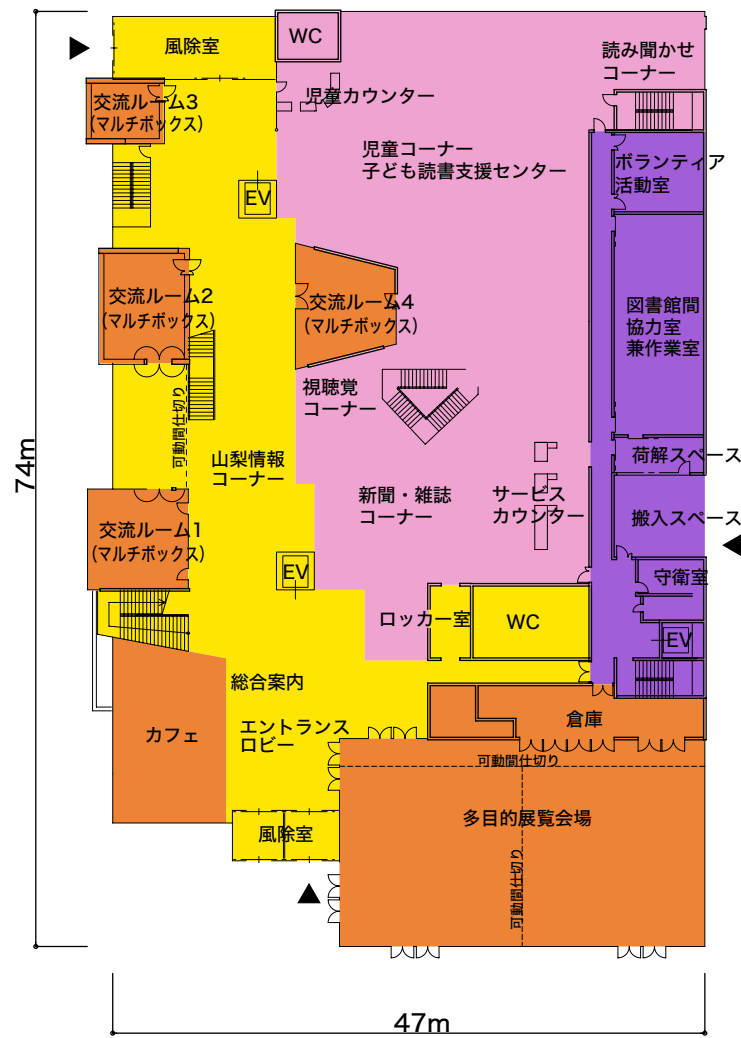 風除室
WC
読み聞かせ
コーナー
交流ルーム3
(マルチボックス)
児童カウンター
児童コーナー
子ども読書支援センター
ボランティア
活動室
EV
交流ルーム2
(マルチボックス)
交流ルーム4
(マルチボックス)
図書館間
協力室
兼作業室
視聴覚
コーナー
可動間仕切り
山梨情報
コーナー
荷解スペース
新聞・雑誌
コーナー
サービス
カウンター
搬入スペース
交流ルーム1
(マルチボックス)
EV
守衛室
ロッカー室
WC
EV
総合案内
カフェ
エントランス
ロビー
倉庫
可動間仕切り
風除室
多目的展覧会場
可動間仕切り
74m
47m